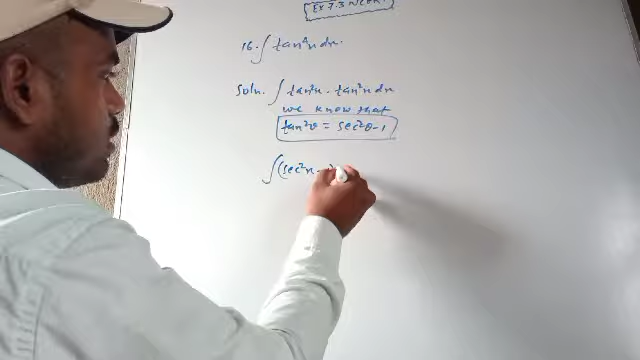 Ex 7.3 NCERT
16. ∫ tan⁴x dx.
Soln. ∫ tan²x · tan²x dx
we know that
tan²θ = sec²θ-1
∫(sec²x -